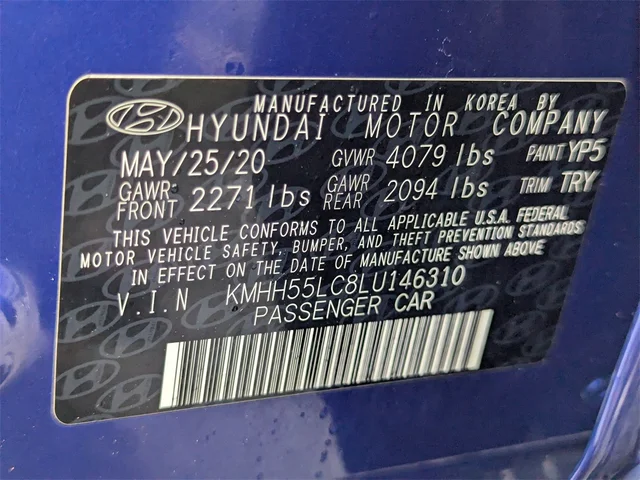 MANUFACTURED IN KOREA BY
HYUNDAI MOTOR COMPANY
MAY/25/20 GVWR 4079 lbs PAINT YP5
GAWR FRONT 2271 lbs GAWR REAR 2094 lbs TRIM TRY
THIS VEHICLE CONFORMS TO ALL APPLICABLE U.S.A. FEDERAL
MOTOR VEHICLE SAFETY, BUMPER, AND THEFT PREVENTION STANDARDS
IN EFFECT ON THE DATE OF MANUFACTURE SHOWN ABOVE
V.I.N KMHH55LC8LU146310
PASSENGER CAR